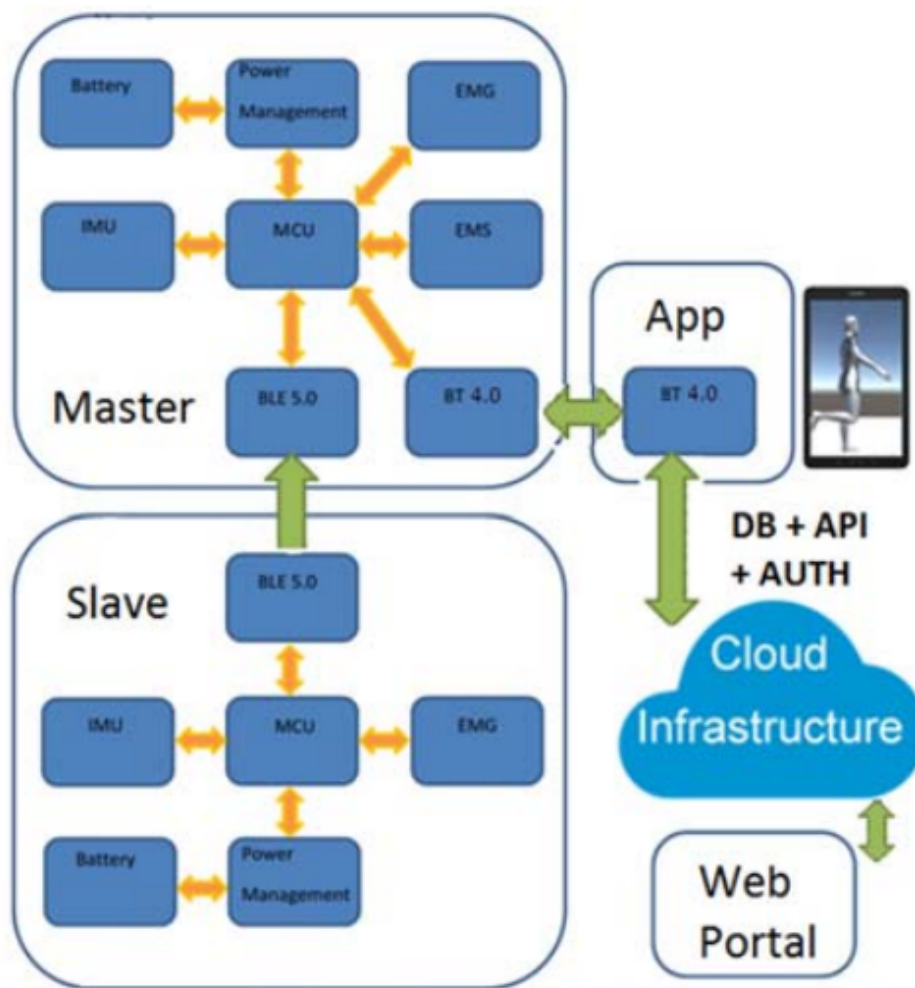 Battery
Power
Management
EMG
IMU
MCU
EMS
Master
BLE 5.0
BT 4.0
App
BT 4.0
DB + API
+ AUTH
Cloud
Infrastructure
Web
Portal
Slave
BLE 5.0
IMU
MCU
EMG
Battery
Power
Management